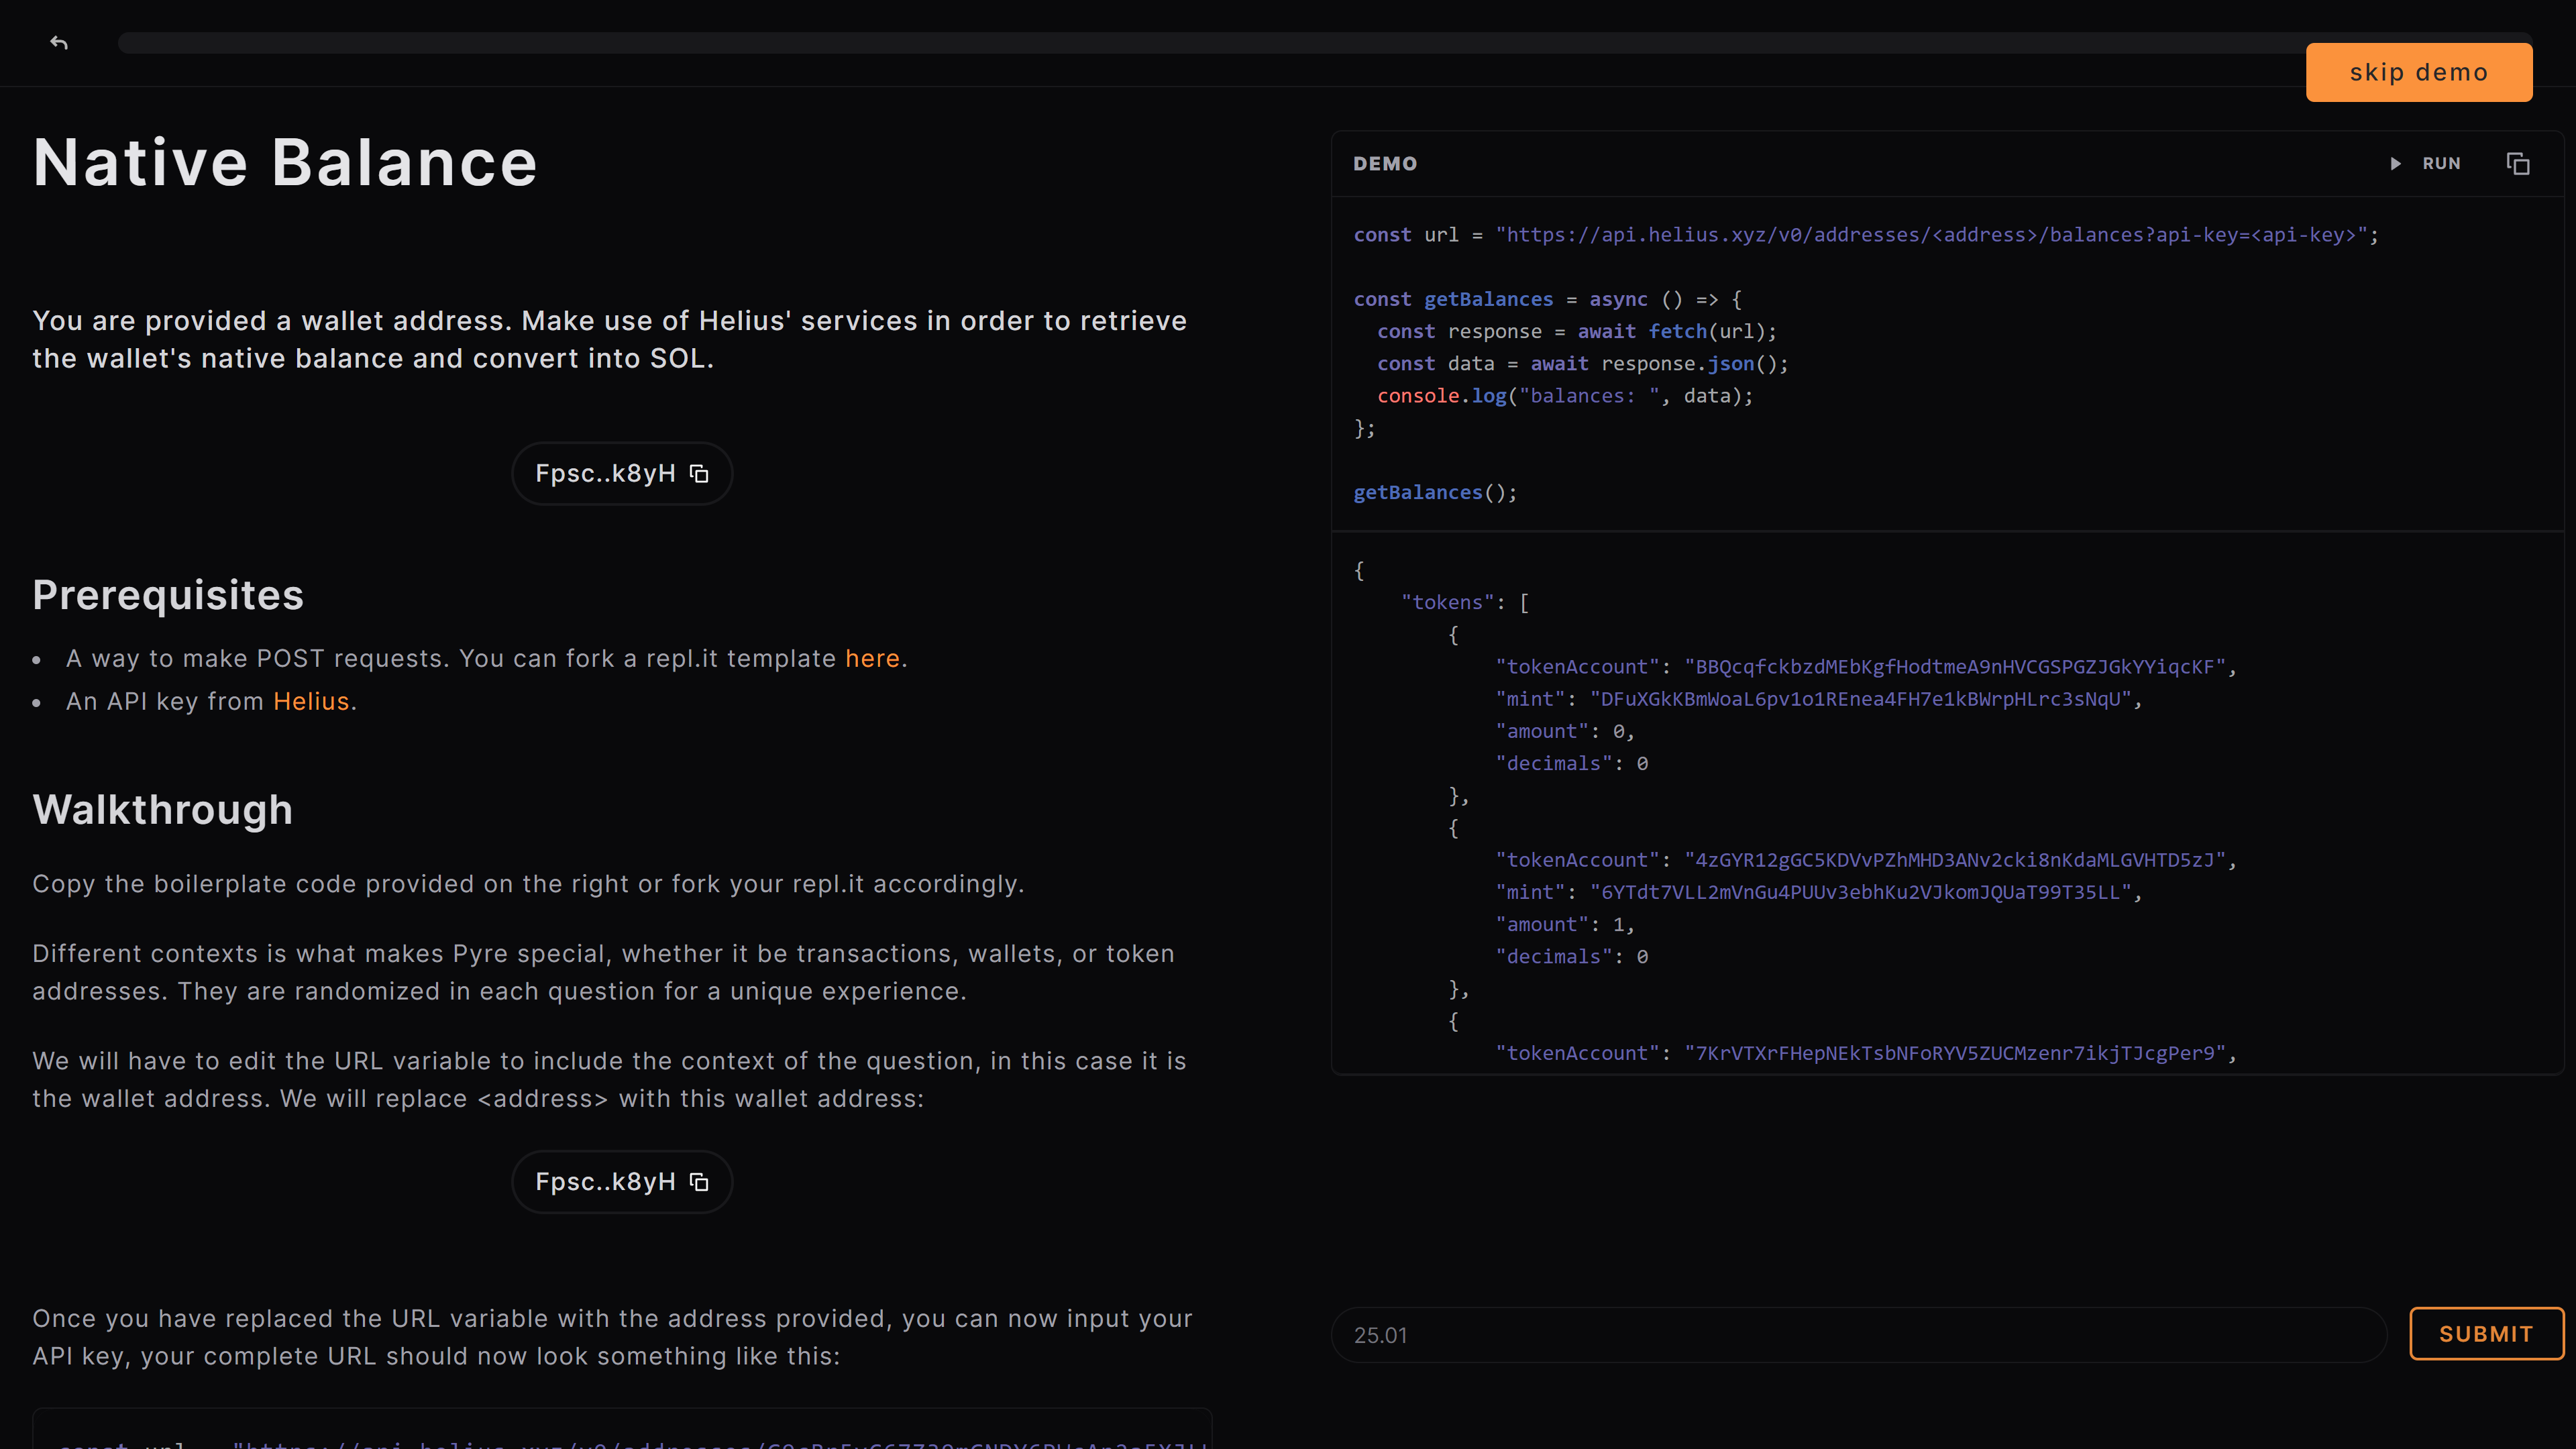 skip demo
Native Balance
You are provided a wallet address. Make use of Helius' services in order to retrieve
the wallet's native balance and convert into SOL.
Fpsc..k8yH
Prerequisites
• A way to make POST requests. You can fork a repl.it template here.
• An API key from Helius.
Walkthrough
Copy the boilerplate code provided on the right or fork your repl.it accordingly.
Different contexts is what makes Pyre special, whether it be transactions, wallets, or token
addresses. They are randomized in each question for a unique experience.
We will have to edit the URL variable to include the context of the question, in this case it is
the wallet address. We will replace <address> with this wallet address:
Fpsc..k8yH
Once you have replaced the URL variable with the address provided, you can now input your
API key, your complete URL should now look something like this:
DEMO
RUN
const url = "https://api.helius.xyz/v0/addresses/<address>/balances?api-key=<api-key>";
const getBalances = async () => {
const response = await fetch(url);
const data = await response.json();
console.log("balances: ", data);
};
getBalances();
{
"tokens": [
{
"tokenAccount": "BBQcqfckbzdMEbKgfHodtmeA9nHVCGSPGZJGkYYiqcKF",
"mint": "DFuXGkKBmWoaL6pv1o1REnea4FH7e1kBWrpHLrc3sNqU",
"amount": 0,
"decimals": 0
},
{
"tokenAccount": "4zGYR12gGC5KDVvPZhMHD3ANv2cki8nKdaMLGVHTD5zJ",
"mint": "6YTdt7VLL2mVnGu4PUUv3ebhKu2VJkomJQUaT99T35LL",
"amount": 1,
"decimals": 0
},
{
"tokenAccount": "7KrVTXrFHepNEkTsbNFoRYV5ZUCMzenr7ikjTJcgPer9",
25.01
SUBMIT